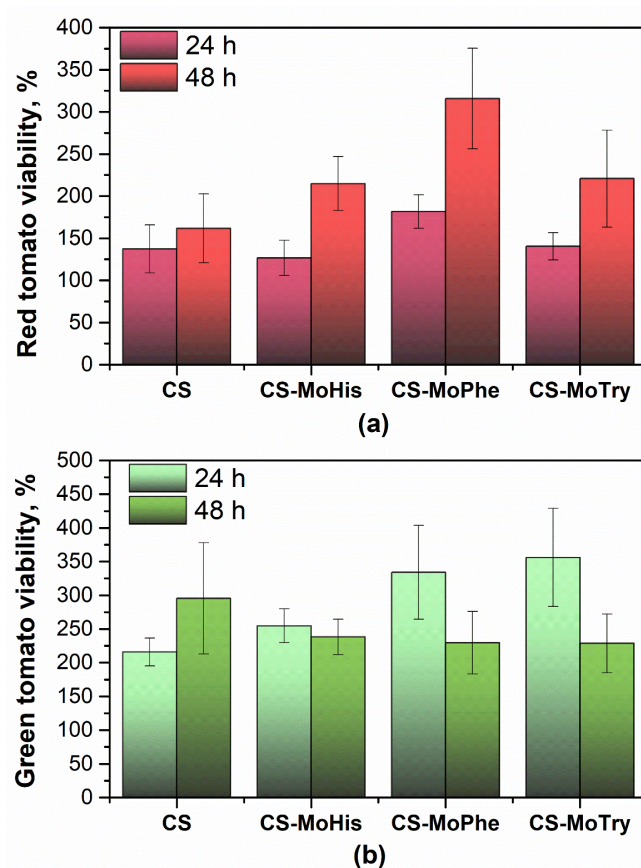 Red tomato viability, %
400
350
300
250
200
150
100
50
0
24 h
48 h
CS
CS-MoHis
CS-MoPhe
CS-MoTry
(a)
Green tomato viability, %
500
450
400
350
300
250
200
150
100
50
0
24 h
48 h
CS
CS-MoHis
CS-MoPhe
CS-MoTry
(b)